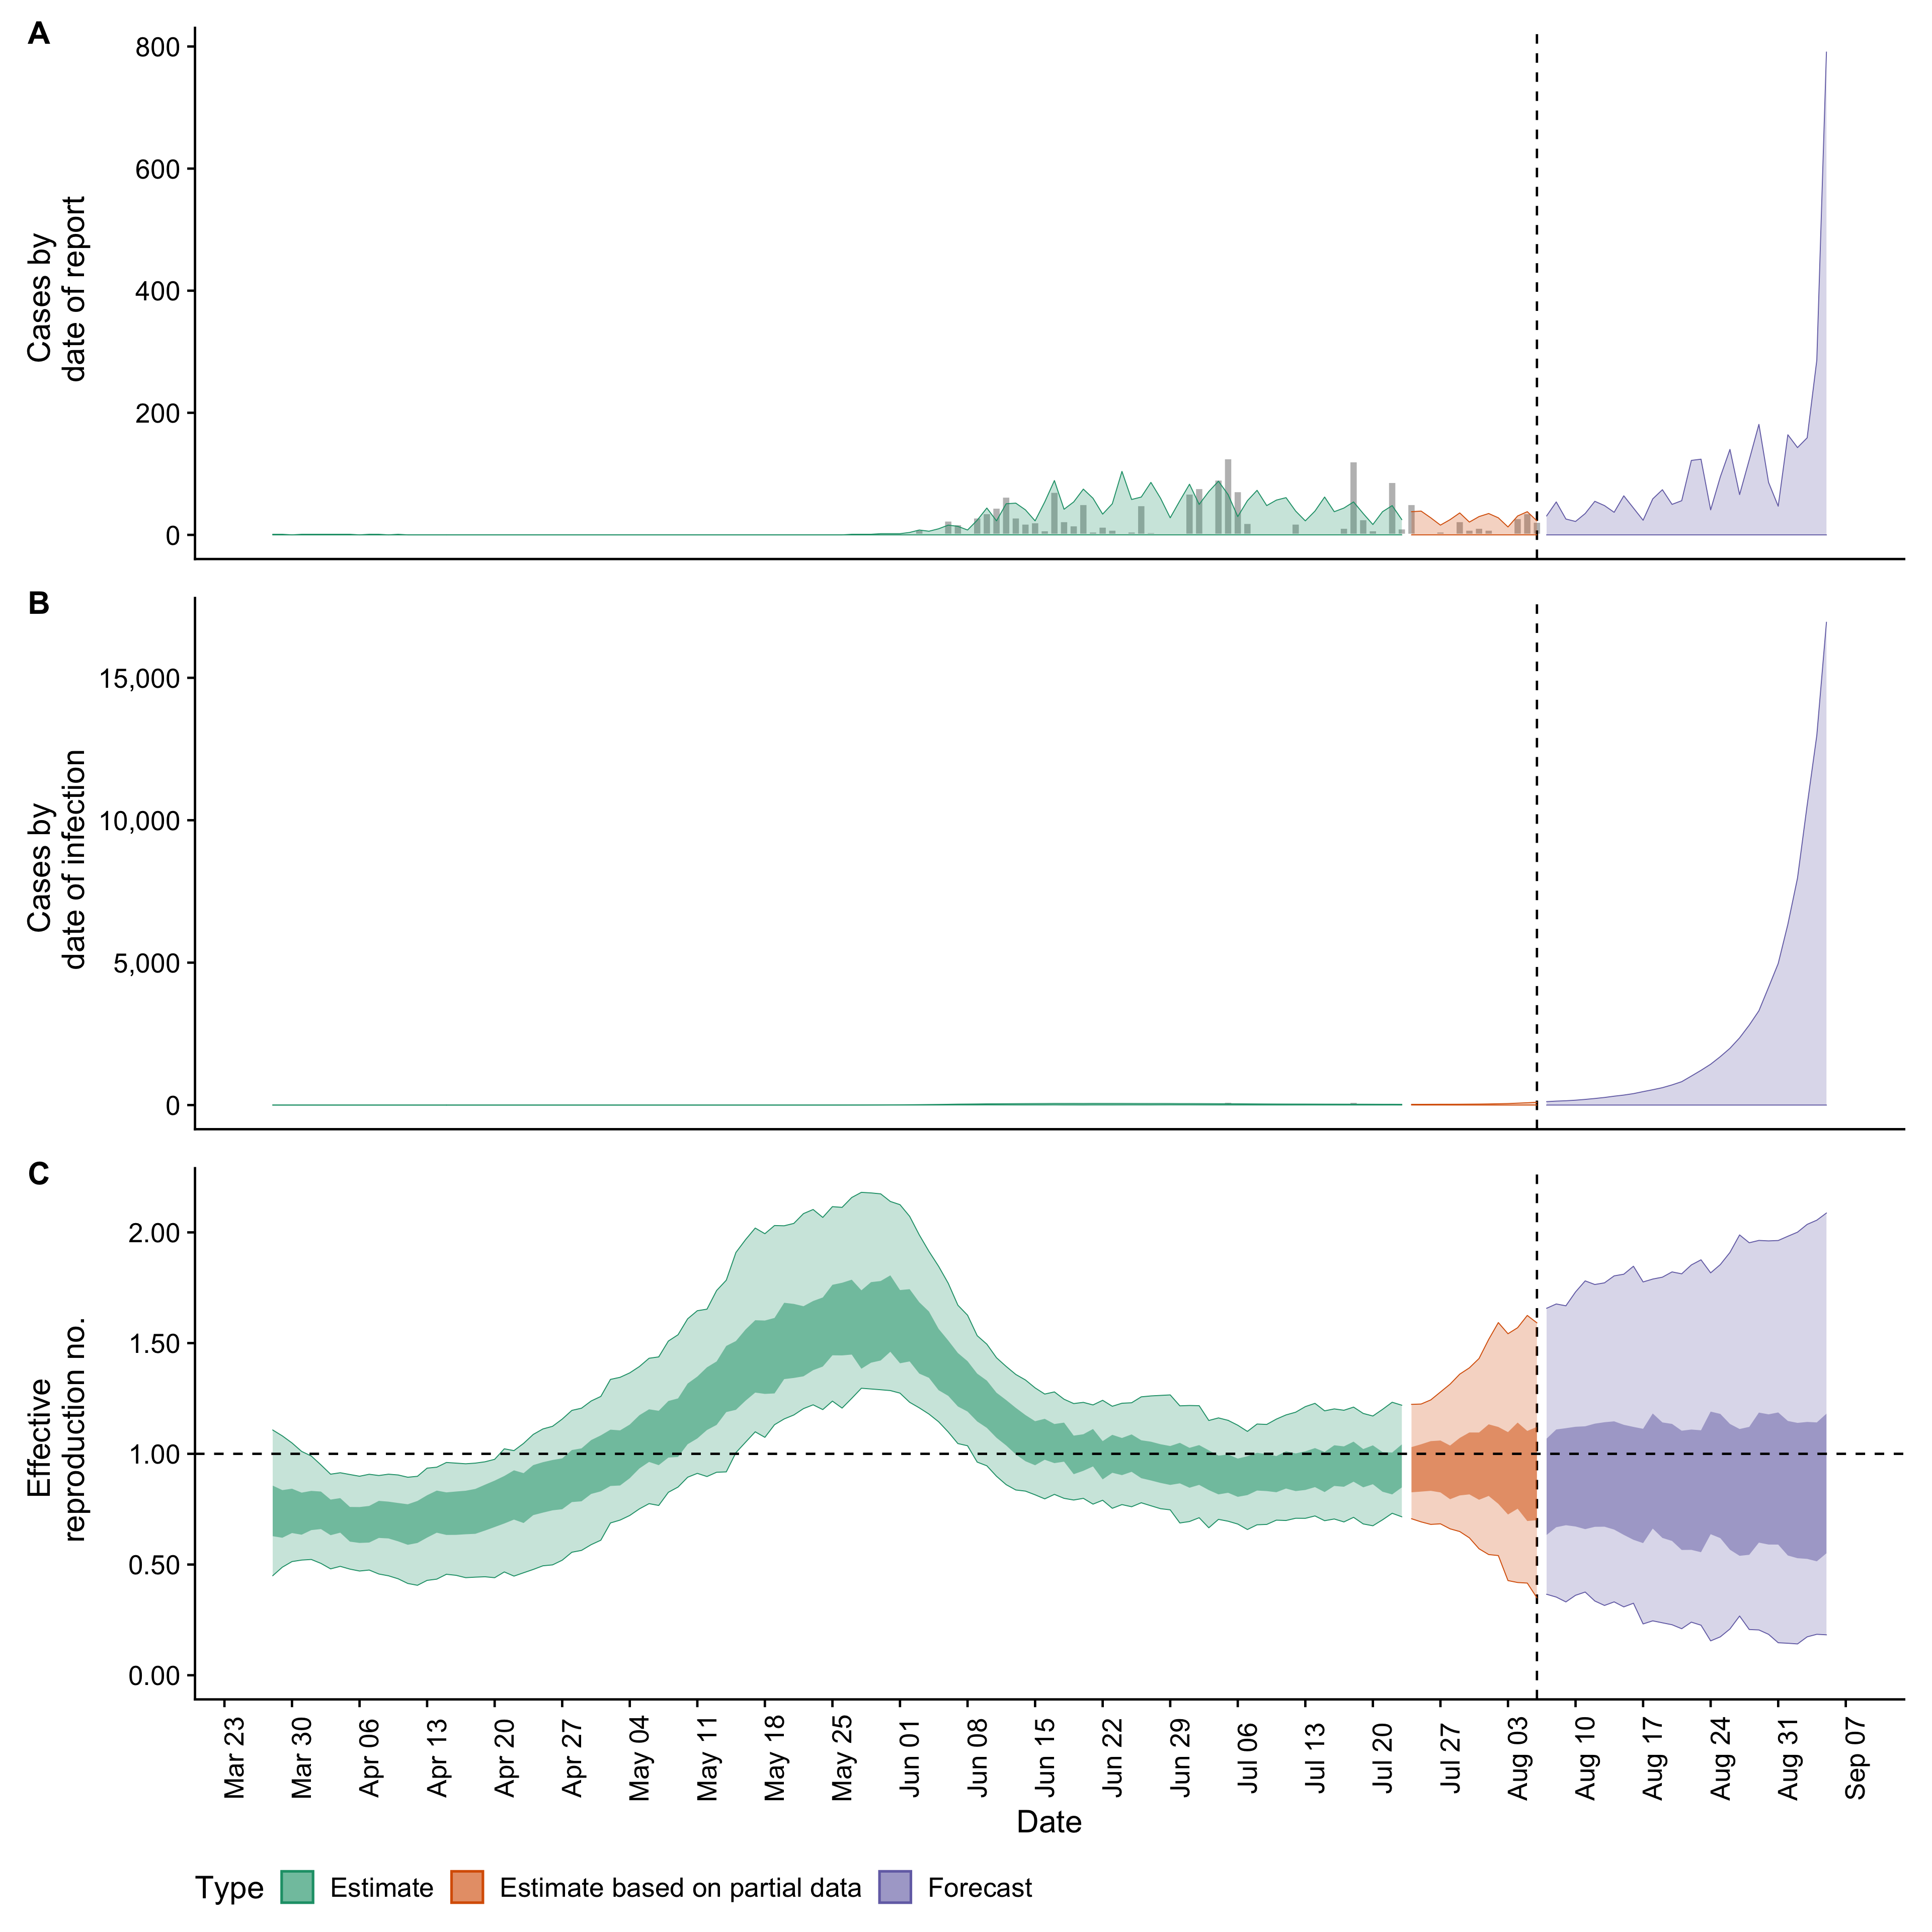 A
800
600
400
200
0
Cases by
date of report
B
15,000
10,000
5,000
0
Cases by
date of infection
C
2.00
1.50
1.00
0.50
0.00
Effective
reproduction no.
Mar 23
Mar 30
Apr 06
Apr 13
Apr 20
Apr 27
May 04
May 11
May 18
May 25
Jun 01
Jun 08
Jun 15
Jun 22
Jun 29
Jul 06
Jul 13
Jul 20
Jul 27
Aug 03
Aug 10
Aug 17
Aug 24
Aug 31
Sep 07
Date
Type Estimate Estimate based on partial data Forecast